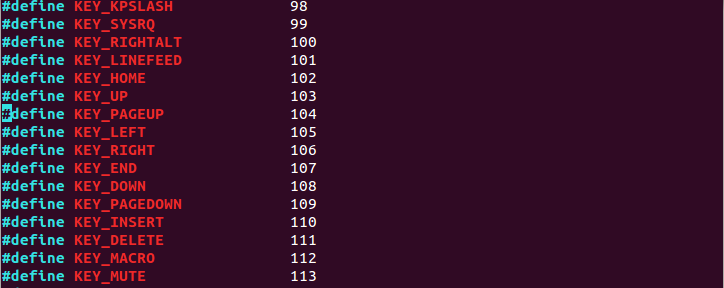 #define KEY_KPSLASH 98
#define KEY_SYSRQ 99
#define KEY_RIGHTALT 100
#define KEY_LINEFEED 101
#define KEY_HOME 102
#define KEY_UP 103
#define KEY_PAGEUP 104
#define KEY_LEFT 105
#define KEY_RIGHT 106
#define KEY_END 107
#define KEY_DOWN 108
#define KEY_PAGEDOWN 109
#define KEY_INSERT 110
#define KEY_DELETE 111
#define KEY_MACRO 112
#define KEY_MUTE 113